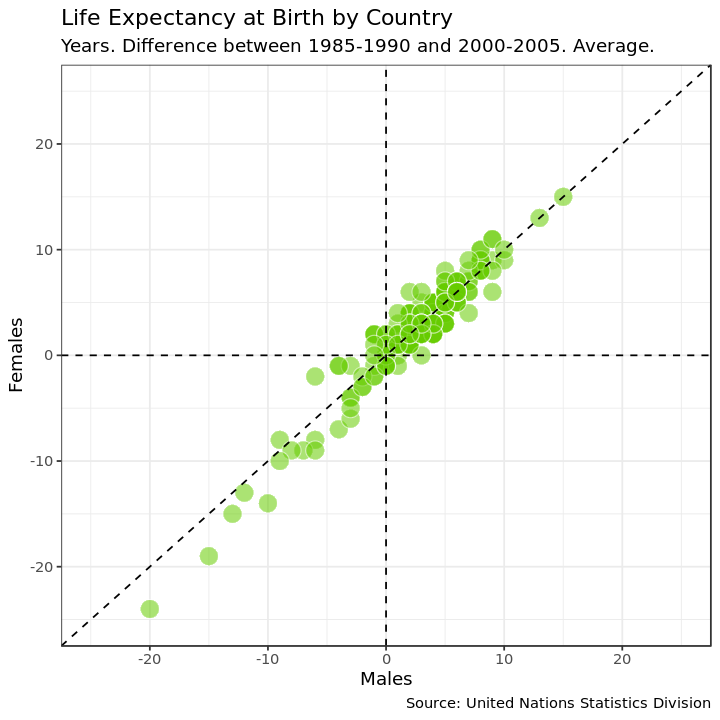 Life Expectancy at Birth by Country
Years. Difference between 1985-1990 and 2000-2005. Average.
Females
20
10
0
-10
-20
-20
-10
0
10
20
Males
Source: United Nations Statistics Division